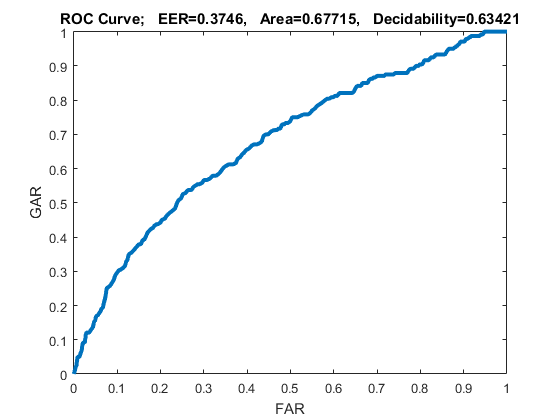 ROC Curve; EER=0.3746, Area=0.67715, Decidability=0.63421
1
0.9
0.8
0.7
0.6
0.5
0.4
0.3
0.2
0.1
0
GAR
0 0.1 0.2 0.3 0.4 0.5 0.6 0.7 0.8 0.9 1
FAR